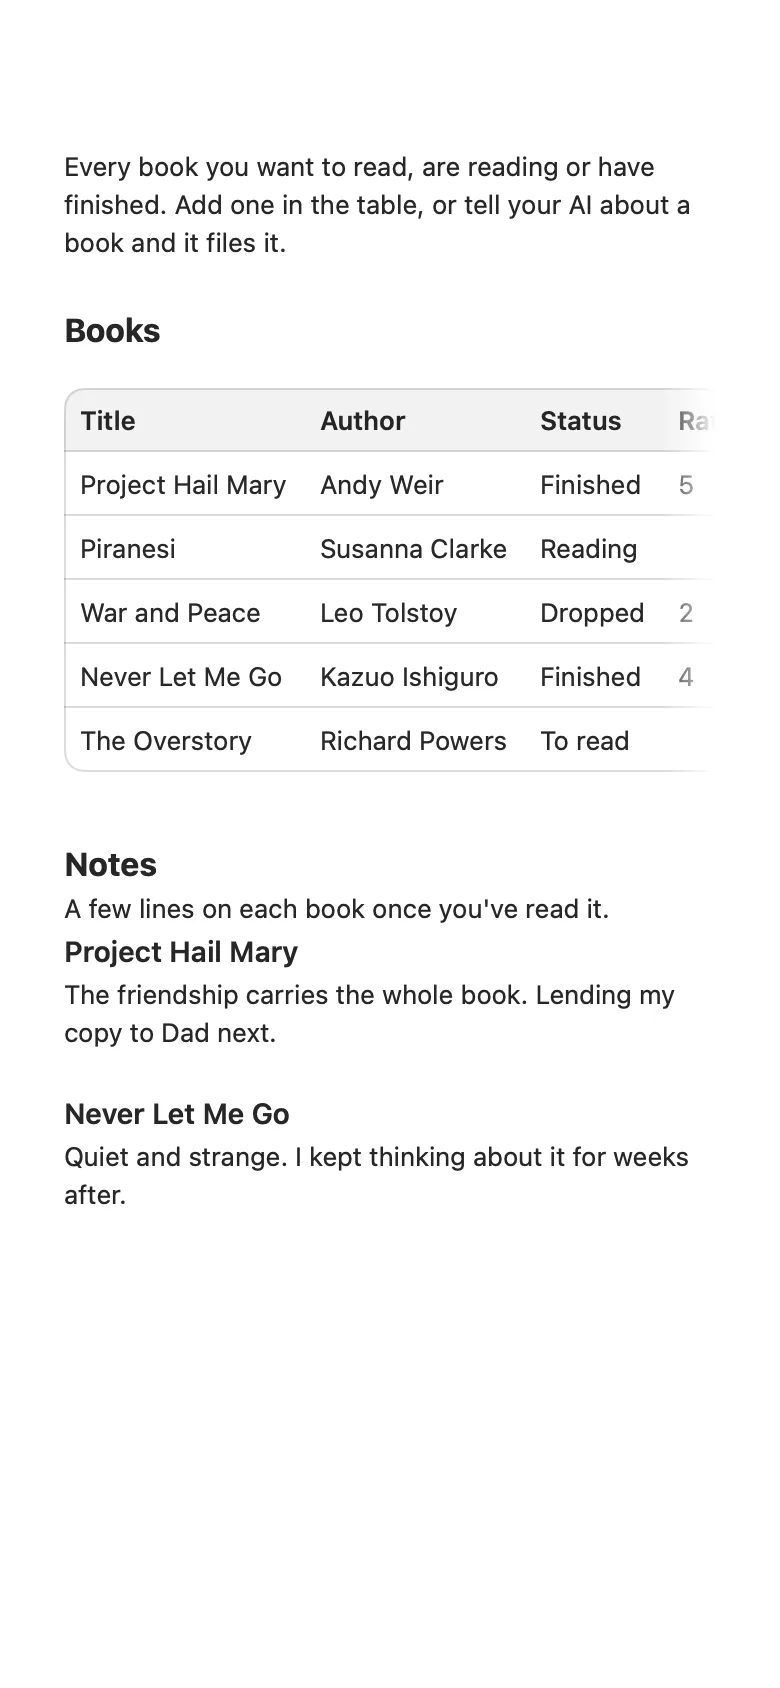 Every book you want to read, are reading or have
finished. Add one in the table, or tell your AI about a
book and it files it.
Books
Title Author Status
Project Hail Mary Andy Weir Finished 5
Piranesi Susanna Clarke Reading
War and Peace Leo Tolstoy Dropped 2
Never Let Me Go Kazuo Ishiguro Finished 4
The Overstory Richard Powers To read
Notes
A few lines on each book once you've read it.
Project Hail Mary
The friendship carries the whole book. Lending my
copy to Dad next.
Never Let Me Go
Quiet and strange. I kept thinking about it for weeks
after.